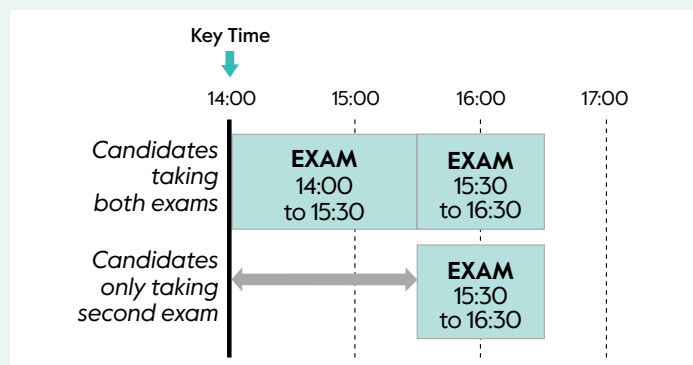 Key Time
14:00 15:00 16:00 17:00
Candidates
taking
both exams
EXAM
14:00
to 15:30
EXAM
15:30
to 16:30
Candidates
only taking
second exam
EXAM
15:30
to 16:30